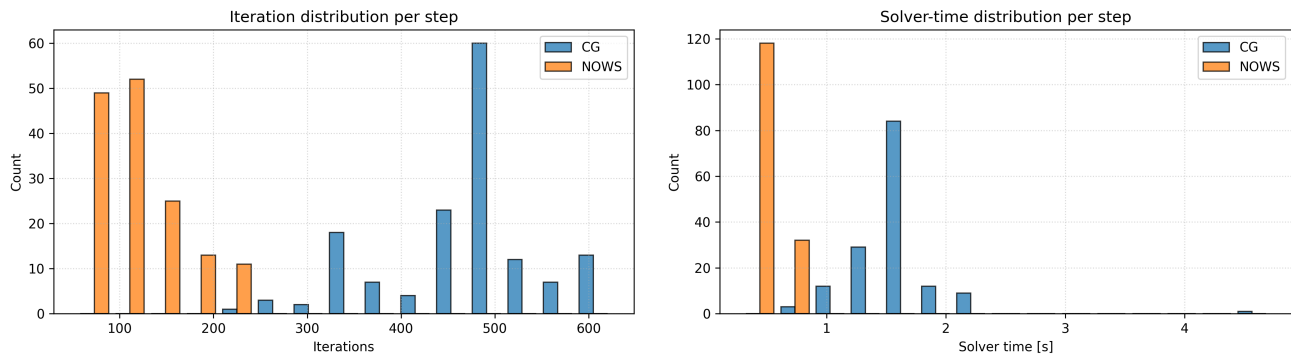 Iteration distribution per step
CG
NOWS
Count
60
50
40
30
20
10
0
100
200
300
400
500
600
Iterations
Solver-time distribution per step
CG
NOWS
Count
120
100
80
60
40
20
0
1
2
3
4
Solver time [s]